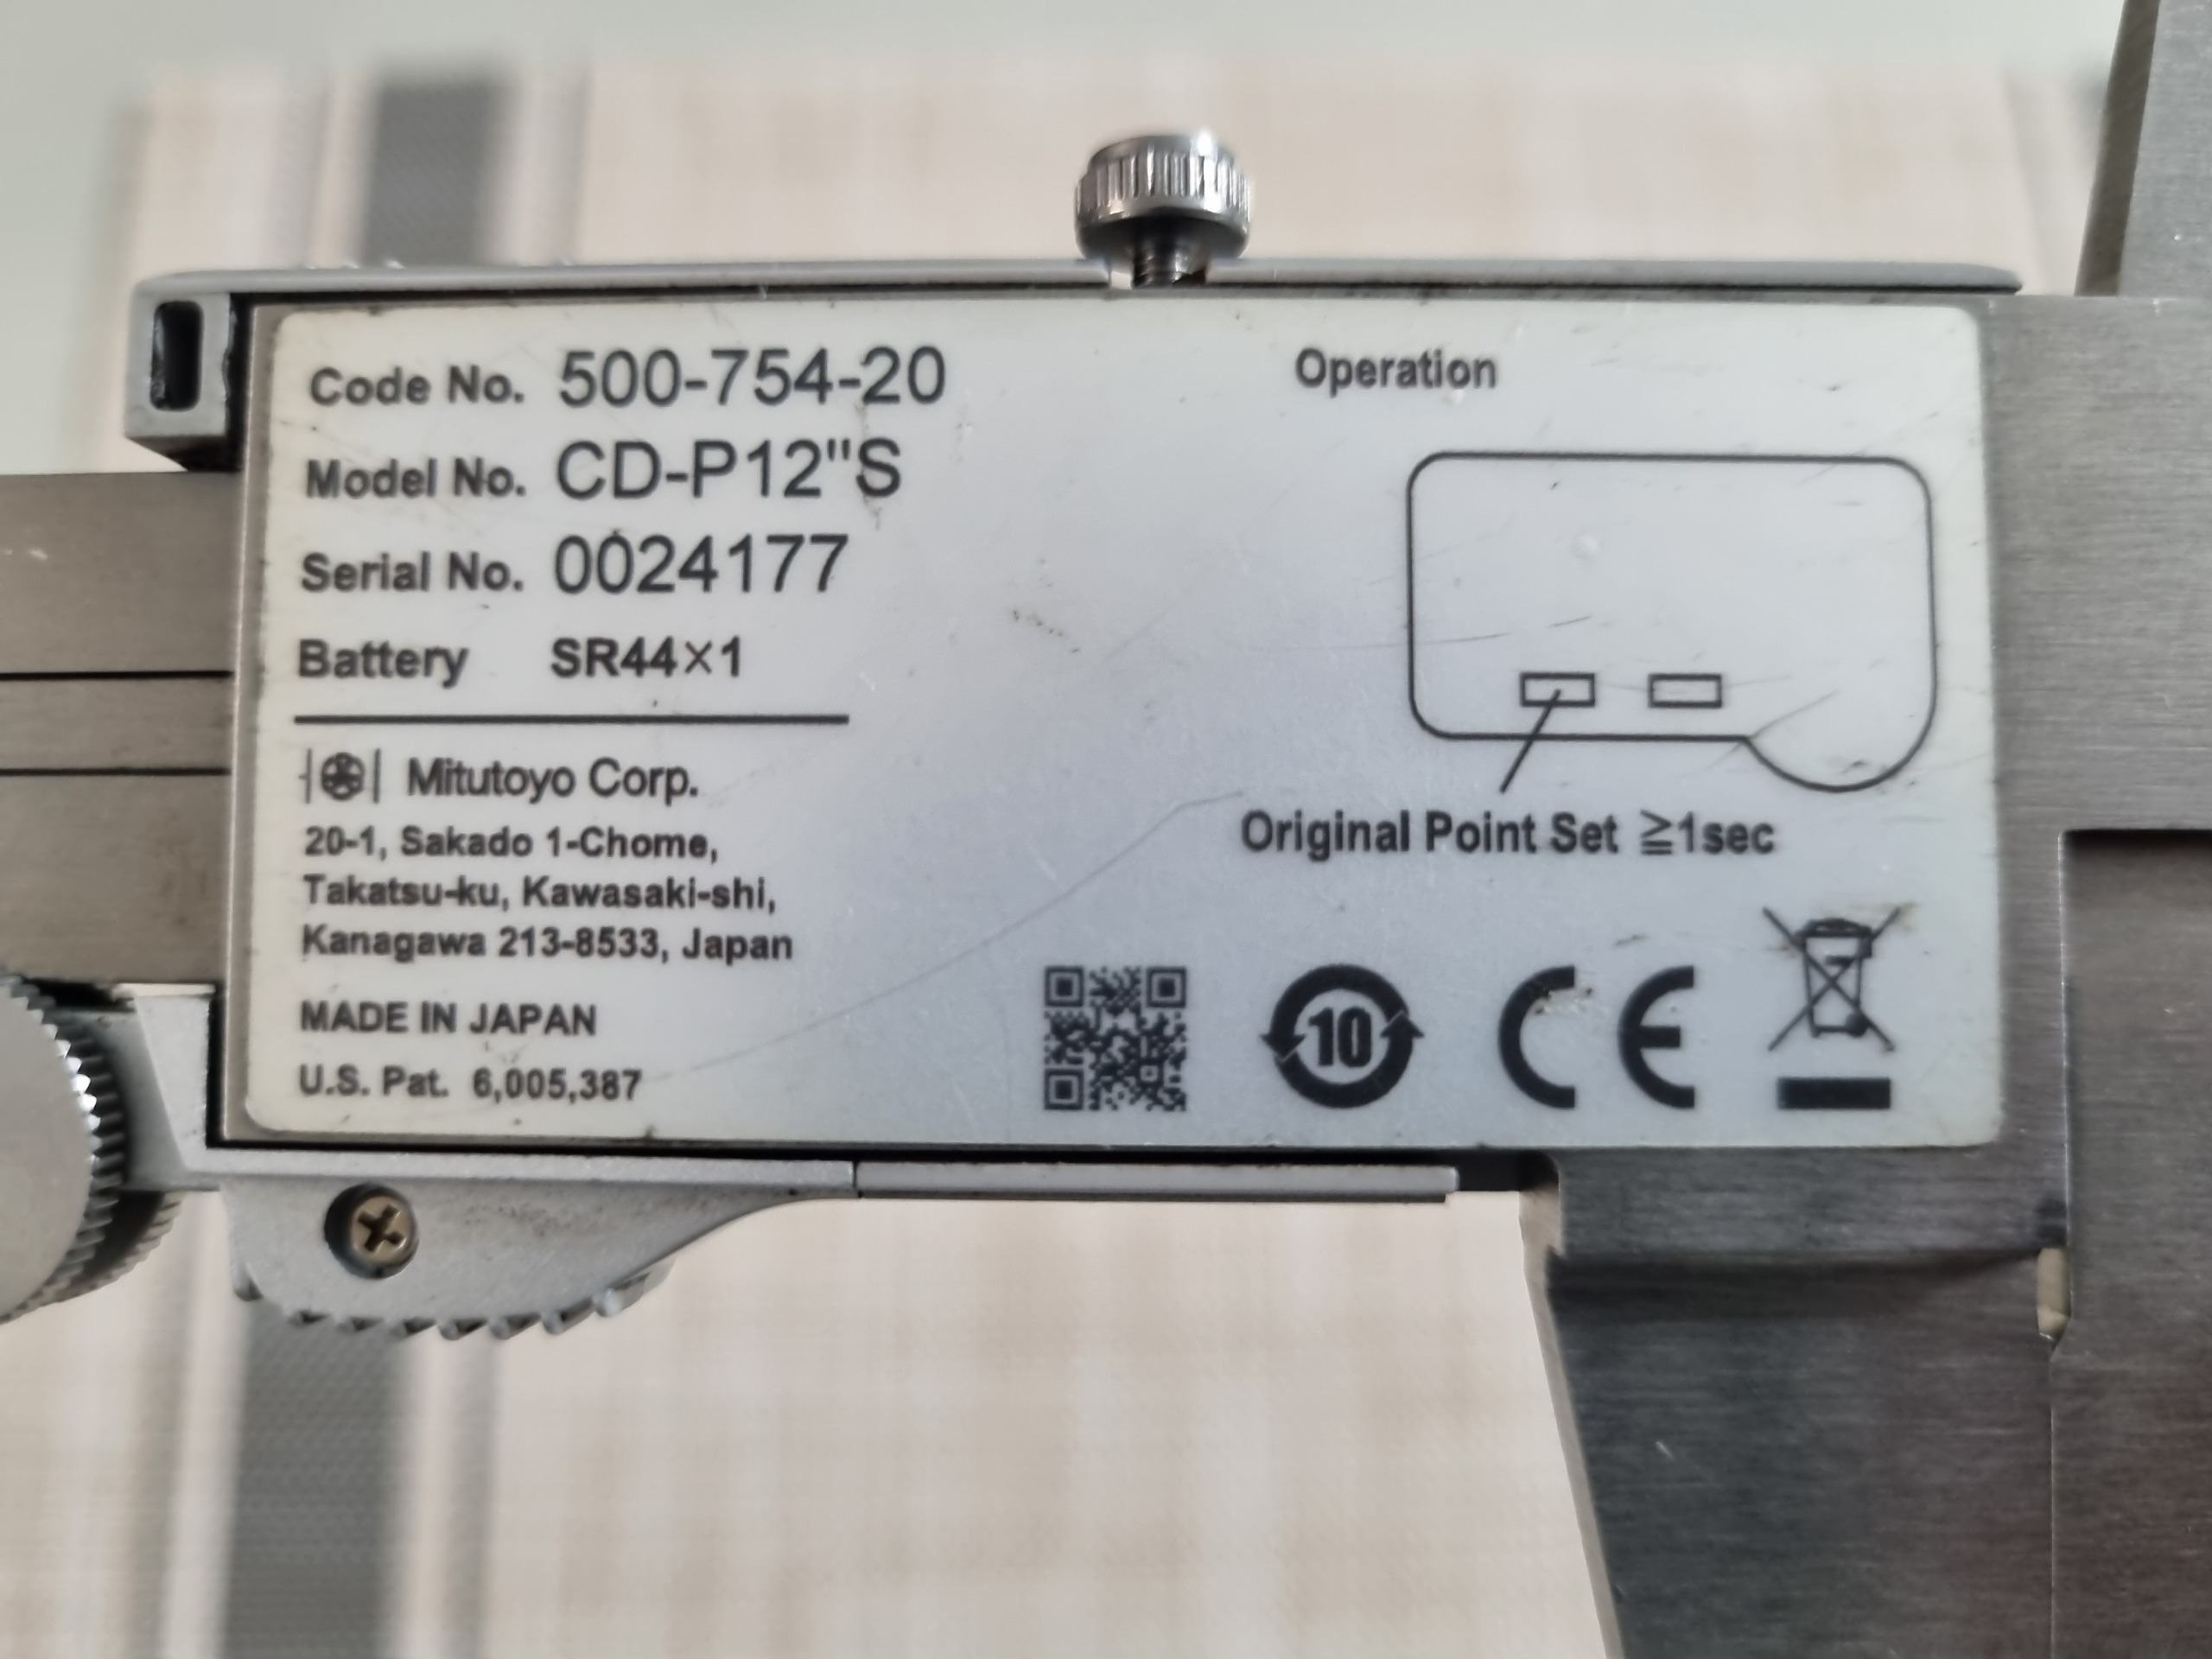 Code No. 500-754-20
Model No. CD-P12"S
Serial No. 0024177
Battery SR44×1
Mitutoyo Corp.
20-1, Sakado 1-Chome,
Takatsu-ku, Kawasaki-shi,
Kanagawa 213-8533, Japan
MADE IN JAPAN
U.S. Pat. 6,005,387
Operation
Original Point Set ≧1sec
10
CE